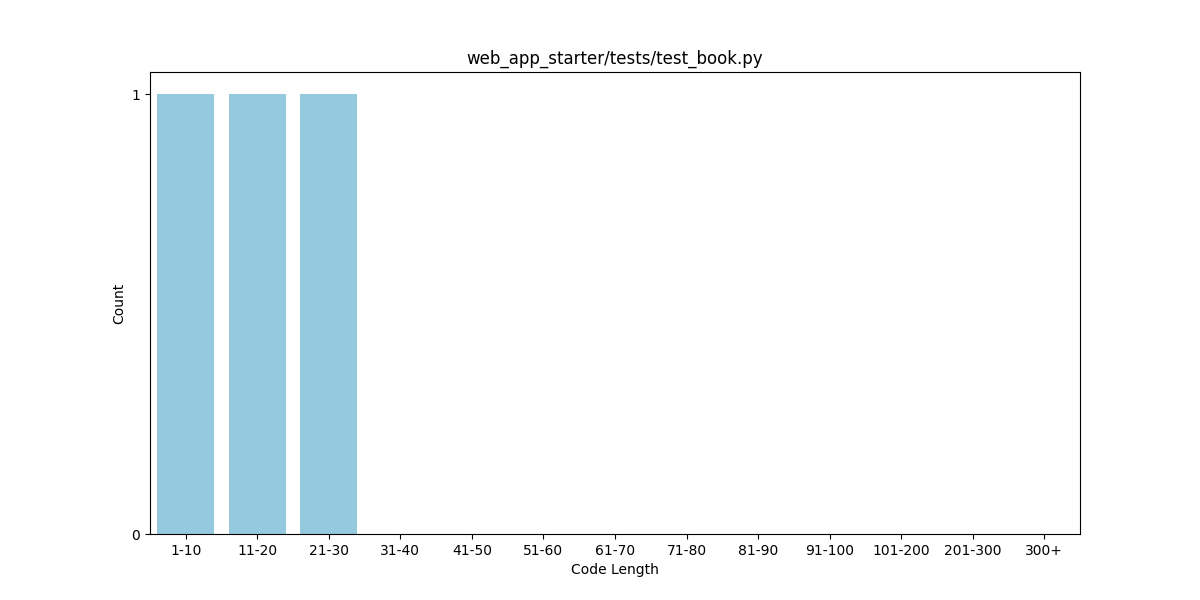 web_app_starter/tests/test_book.py
1
Count
0
1-10 11-20 21-30 31-40 41-50 51-60 61-70 71-80 81-90 91-100 101-200 201-300 300+
Code Length